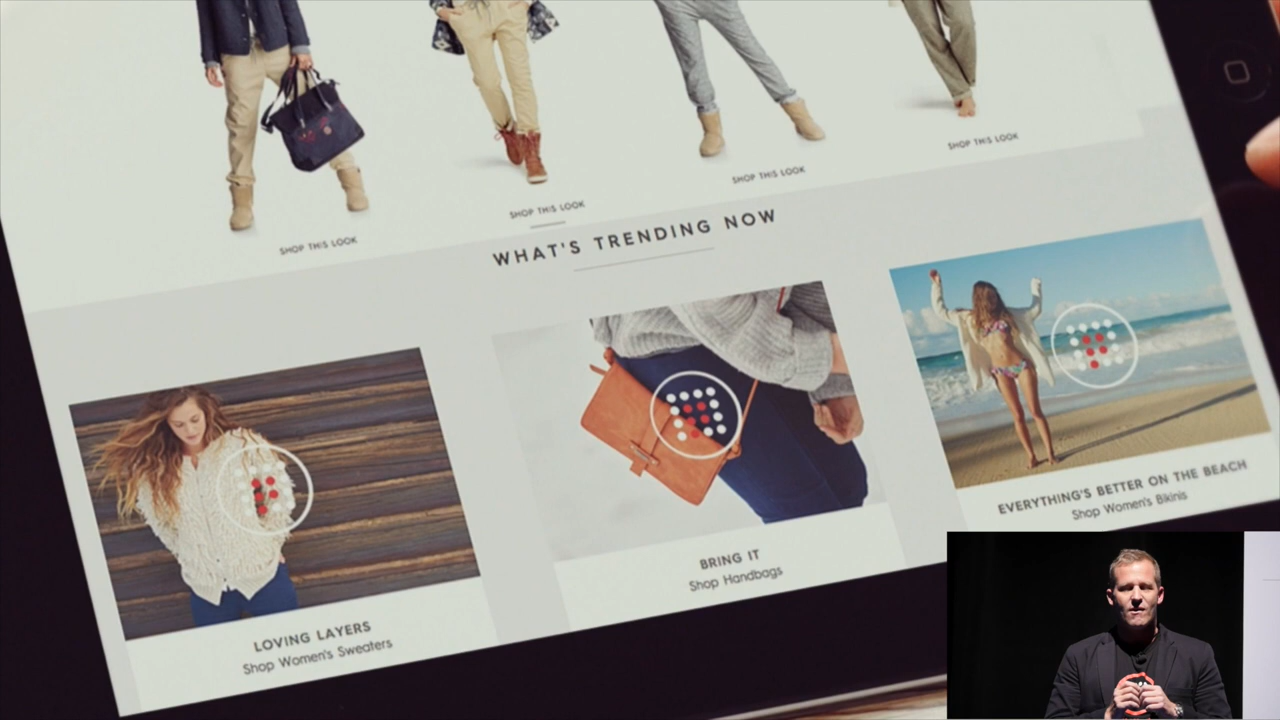 SHOP THIS LOOK
SHOP THIS LOOK
SHOP THIS LOOK
SHOP THIS LOOK
WHAT'S TRENDING NOW
LOVING LAYERS
Shop Women's Sweaters
BRING IT
Shop Handbags
EVERYTHING'S BETTER ON THE BEACH
Shop Women's Bikinis